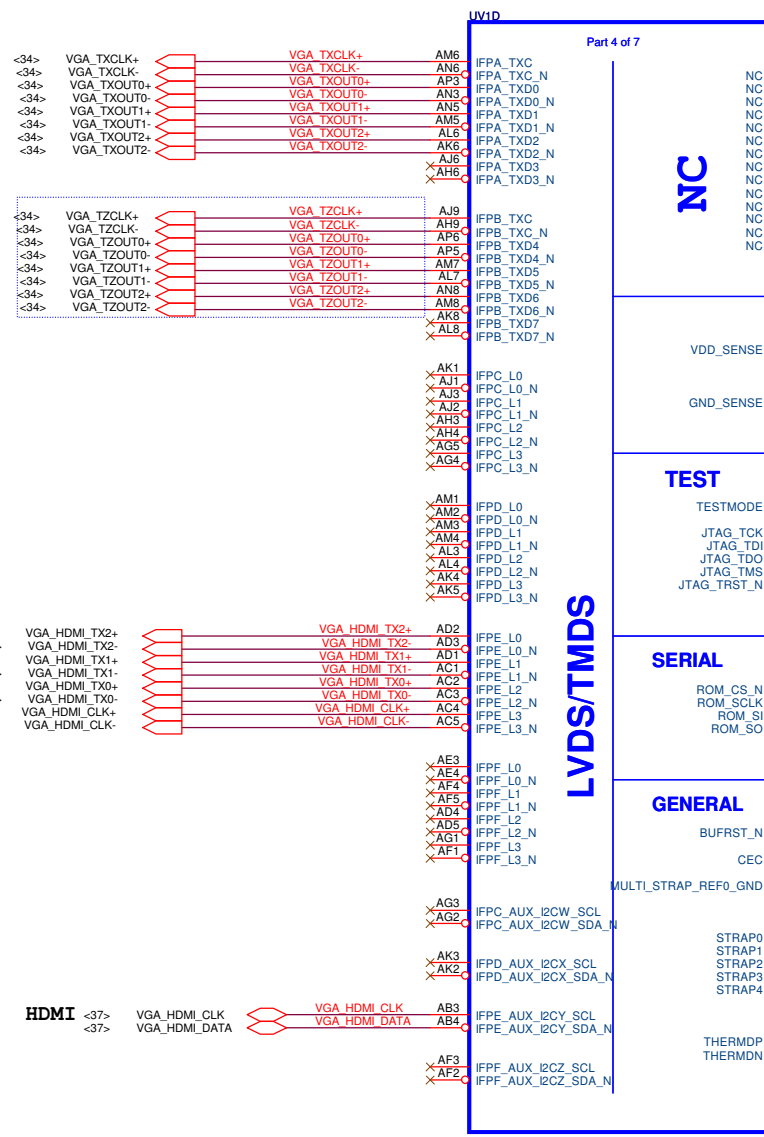 UV1D
Part 4 of 7
<34> VGA_TXCLK+ VGA_TXCLK+ AM6 IFPA_TXC
<34> VGA_TXCLK- VGA_TXCLK- AN6 IFPA_TXC_N NC
<34> VGA_TXOUT0+ VGA_TXOUT0+ AP3 IFPA_TXD0 NC
<34> VGA_TXOUT0- VGA_TXOUT0- AN3 IFPA_TXD0_N NC
<34> VGA_TXOUT1+ VGA_TXOUT1+ AN5 IFPA_TXD1 NC
<34> VGA_TXOUT1- VGA_TXOUT1- AM5 IFPA_TXD1_N NC
<34> VGA_TXOUT2+ VGA_TXOUT2+ AL6 IFPA_TXD2 NC
<34> VGA_TXOUT2- VGA_TXOUT2- AK6 IFPA_TXD2_N NC
AJ6 IFPA_TXD3 NC
AH6 IFPA_TXD3_N NC
NC
NC
<34> VGA_TZCLK+ VGA_TZCLK+ AJ9 IFPB_TXC NC
<34> VGA_TZCLK- VGA_TZCLK- AH9 IFPB_TXC_N NC
<34> VGA_TZOUT0+ VGA_TZOUT0+ AP6 IFPB_TXD4 NC
<34> VGA_TZOUT0- VGA_TZOUT0- AP5 IFPB_TXD4_N
<34> VGA_TZOUT1+ VGA_TZOUT1+ AM7 IFPB_TXD5
<34> VGA_TZOUT1- VGA_TZOUT1- AL7 IFPB_TXD5_N
<34> VGA_TZOUT2+ VGA_TZOUT2+ AN8 IFPB_TXD6
<34> VGA_TZOUT2- VGA_TZOUT2- AM8 IFPB_TXD6_N
AK8 IFPB_TXD7
AL8 IFPB_TXD7_N
VDD_SENSE
AK1 IFPC_L0
AJ1 IFPC_L0_N
AJ3 IFPC_L1 GND_SENSE
AJ2 IFPC_L1_N
AH3 IFPC_L2
AH4 IFPC_L2_N
AG5 IFPC_L3
AG4 IFPC_L3_N
TEST
AM1 IFPD_L0 TESTMODE
AM2 IFPD_L0_N
AM3 IFPD_L1 JTAG_TCK
AM4 IFPD_L1_N JTAG_TDI
AL3 IFPD_L2 JTAG_TDO
AL4 IFPD_L2_N JTAG_TMS
AK4 IFPD_L3 JTAG_TRST_N
AK5 IFPD_L3_N
LVDS/TMDS
VGA_HDMI_TX2+ VGA_HDMI_TX2+ AD2 IFPE_L0
VGA_HDMI_TX2- VGA_HDMI_TX2- AD3 IFPE_L0_N
VGA_HDMI_TX1+ VGA_HDMI_TX1+ AD1 IFPE_L1 SERIAL
VGA_HDMI_TX1- VGA_HDMI_TX1- AC1 IFPE_L1_N
VGA_HDMI_TX0+ VGA_HDMI_TX0+ AC2 IFPE_L2 ROM_CS_N
VGA_HDMI_TX0- VGA_HDMI_TX0- AC3 IFPE_L2_N ROM_SCLK
VGA_HDMI_CLK+ VGA_HDMI_CLK+ AC4 IFPE_L3 ROM_SI
VGA_HDMI_CLK- VGA_HDMI_CLK- AC5 IFPE_L3_N ROM_SO
AE3 IFPF_L0
AE4 IFPF_L0_N
AF4 IFPF_L1
AF5 IFPF_L1_N GENERAL
AD4 IFPF_L2
AD5 IFPF_L2_N BUFRST_N
AG1 IFPF_L3
AF1 IFPF_L3_N CEC
MULTI_STRAP_REF0_GND
AG3 IFPC_AUX_I2CW_SCL
AG2 IFPC_AUX_I2CW_SDA_N
STRAP0
STRAP1
AK3 IFPD_AUX_I2CX_SCL STRAP2
AK2 IFPD_AUX_I2CX_SDA_N STRAP3
STRAP4
HDMI <37> VGA_HDMI_CLK VGA_HDMI_CLK AB3 IFPE_AUX_I2CY_SCL
<37> VGA_HDMI_DATA VGA_HDMI_DATA AB4 IFPE_AUX_I2CY_SDA_N
THERMDP
THERMDN
AF3 IFPF_AUX_I2CZ_SCL
AF2 IFPF_AUX_I2CZ_SDA_N